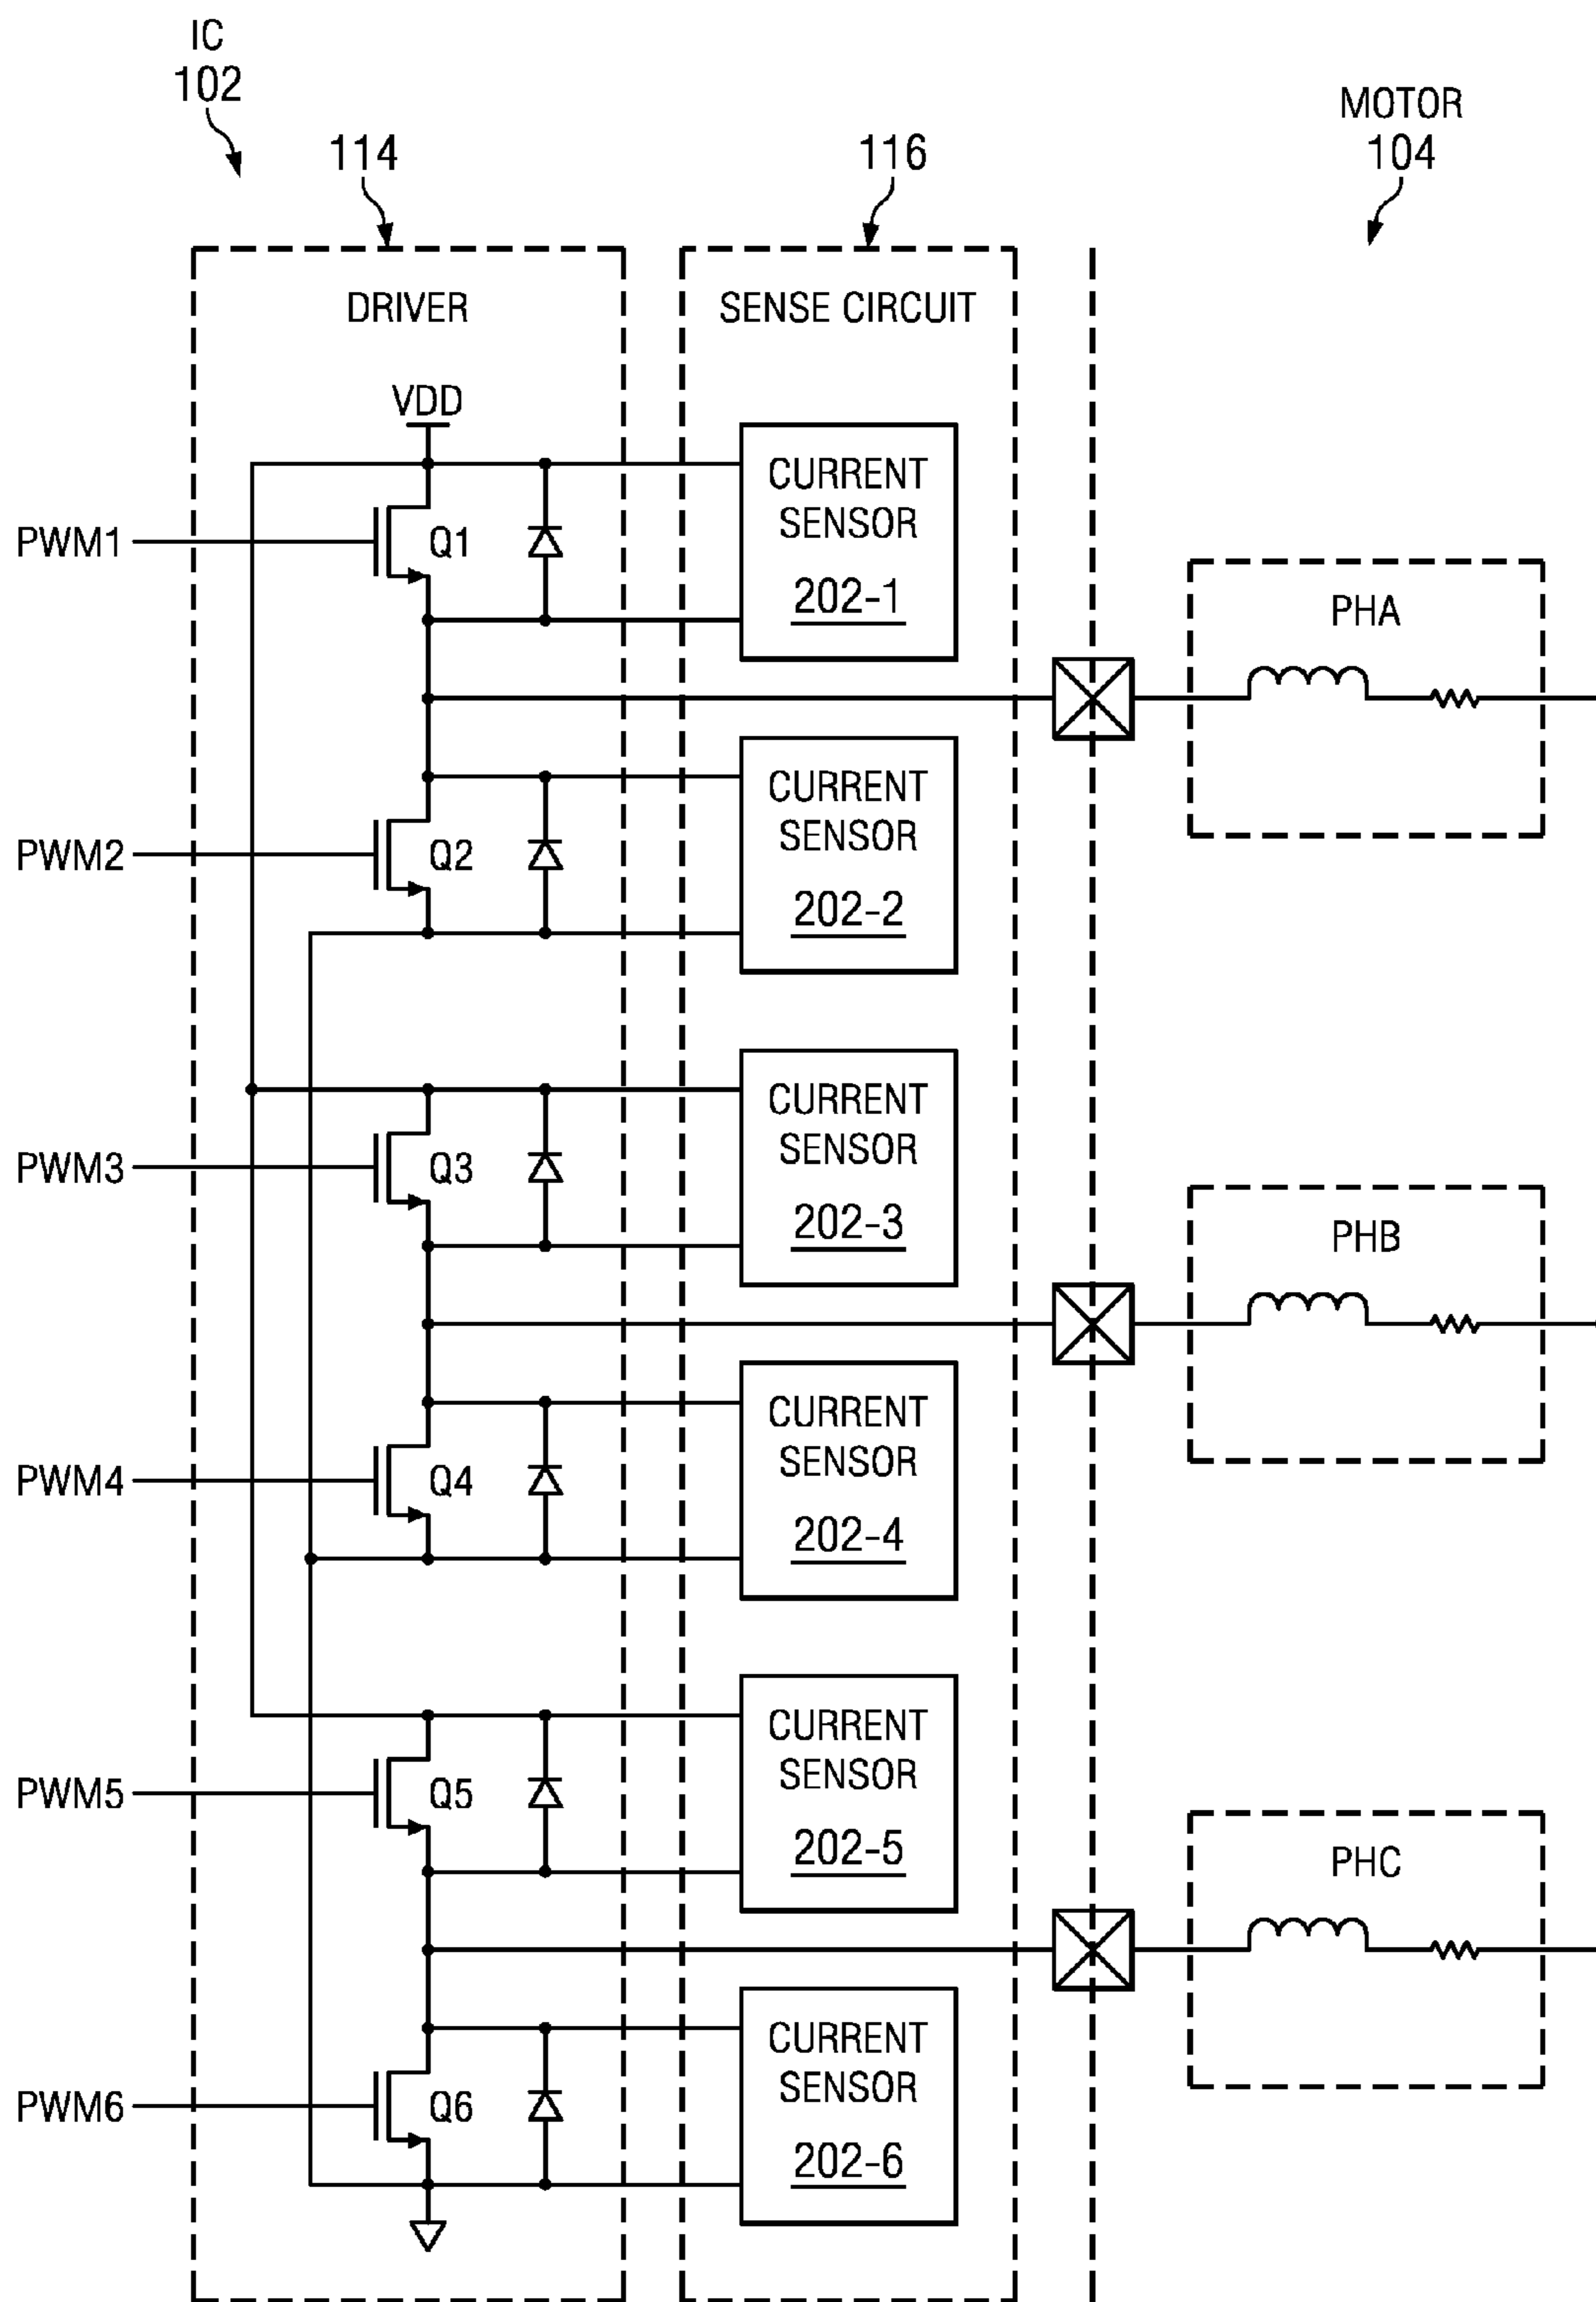 IC
102
114
116
MOTOR
104
DRIVER
SENSE CIRCUIT
VDD
PWM1
Q1
CURRENT
SENSOR
202-1
PHA
PWM2
Q2
CURRENT
SENSOR
202-2
PWM3
Q3
CURRENT
SENSOR
202-3
PHB
PWM4
Q4
CURRENT
SENSOR
202-4
PWM5
Q5
CURRENT
SENSOR
202-5
PHC
PWM6
Q6
CURRENT
SENSOR
202-6